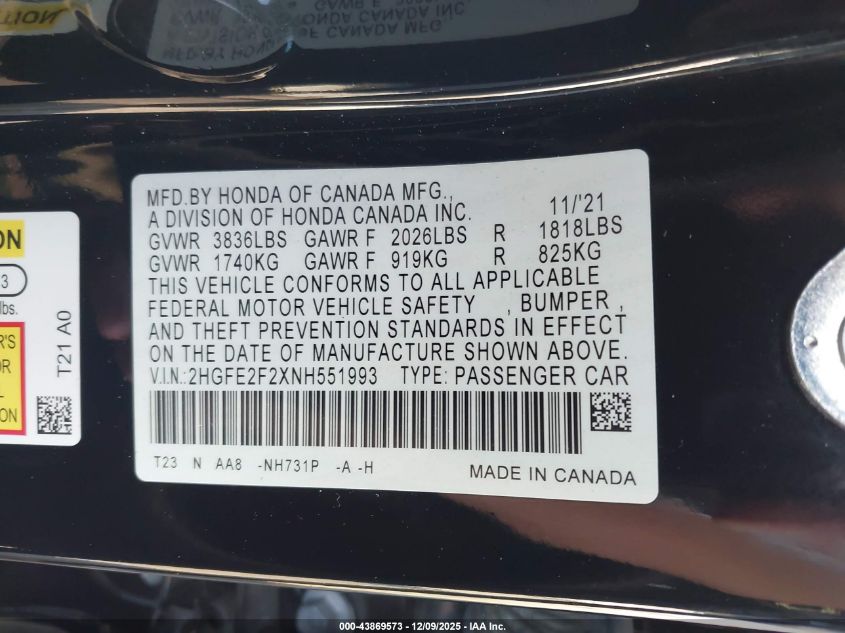 MFD.BY HONDA OF CANADA MFG., 11/'21
A DIVISION OF HONDA CANADA INC.
GVWR 3836LBS GAWR F 2026LBS R 1818LBS
GVWR 1740KG GAWR F 919KG R 825KG
THIS VEHICLE CONFORMS TO ALL APPLICABLE
FEDERAL MOTOR VEHICLE SAFETY , BUMPER ,
AND THEFT PREVENTION STANDARDS IN EFFECT
ON THE DATE OF MANUFACTURE SHOWN ABOVE.
V.I.N.:2HGFE2F2XNH551993 TYPE: PASSENGER CAR
T23 N AA8 -NH731P -A -H
MADE IN CANADA
T21 A0
lbs.
000-43869573 - 12/09/2025 - IAA Inc.